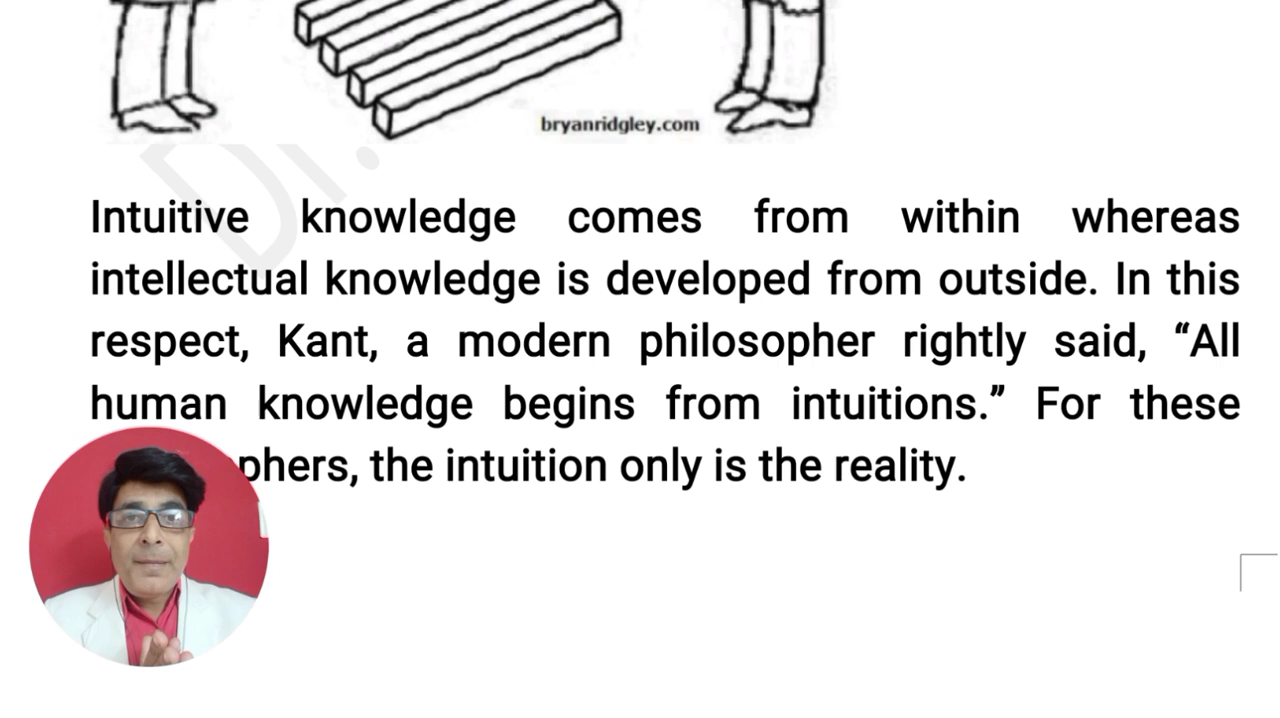 bryanridgley.com
Dr.
Intuitive knowledge comes from within whereas
intellectual knowledge is developed from outside. In this
respect, Kant, a modern philosopher rightly said, “All
human knowledge begins from intuitions.” For these
phers, the intuition only is the reality.